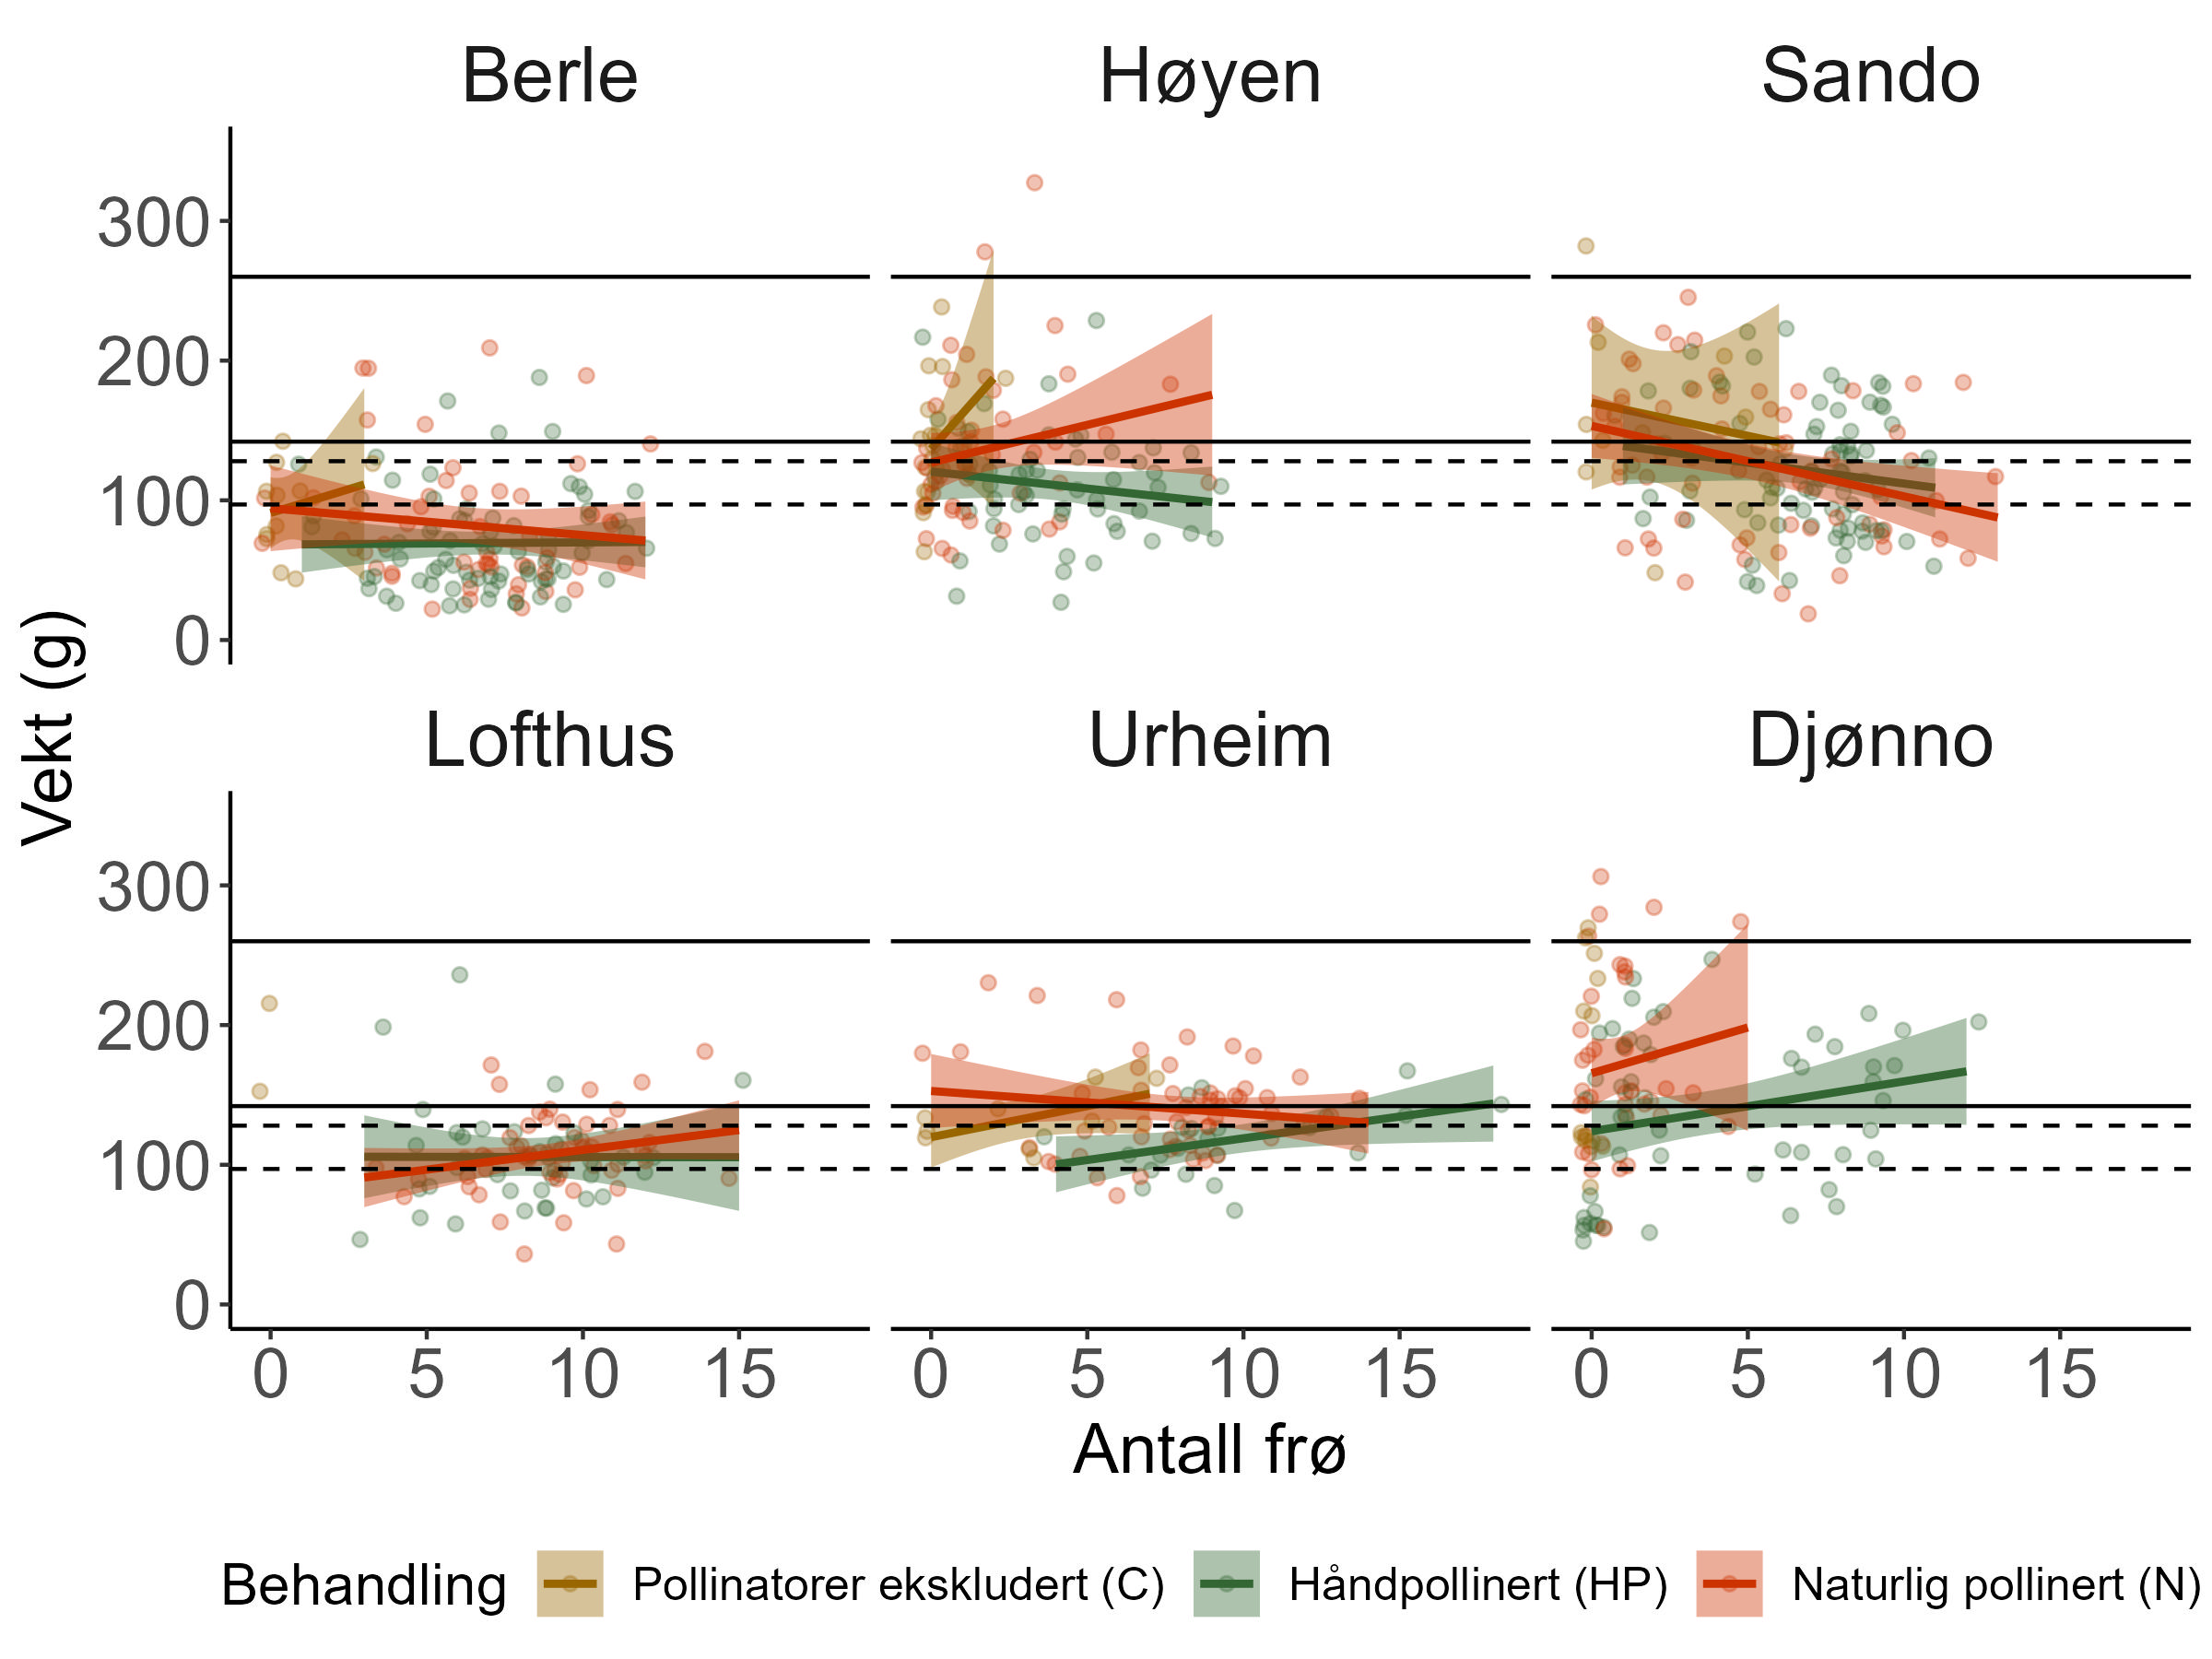 Berle Høyen Sando
300
200
100
0
Vekt (g)
Lofthus Urheim Djønno
300
200
100
0
0 5 10 15 0 5 10 15 0 5 10 15
Antall frø
Behandling Pollinatorer ekskludert (C) Håndpollinert (HP) Naturlig pollinert (N)